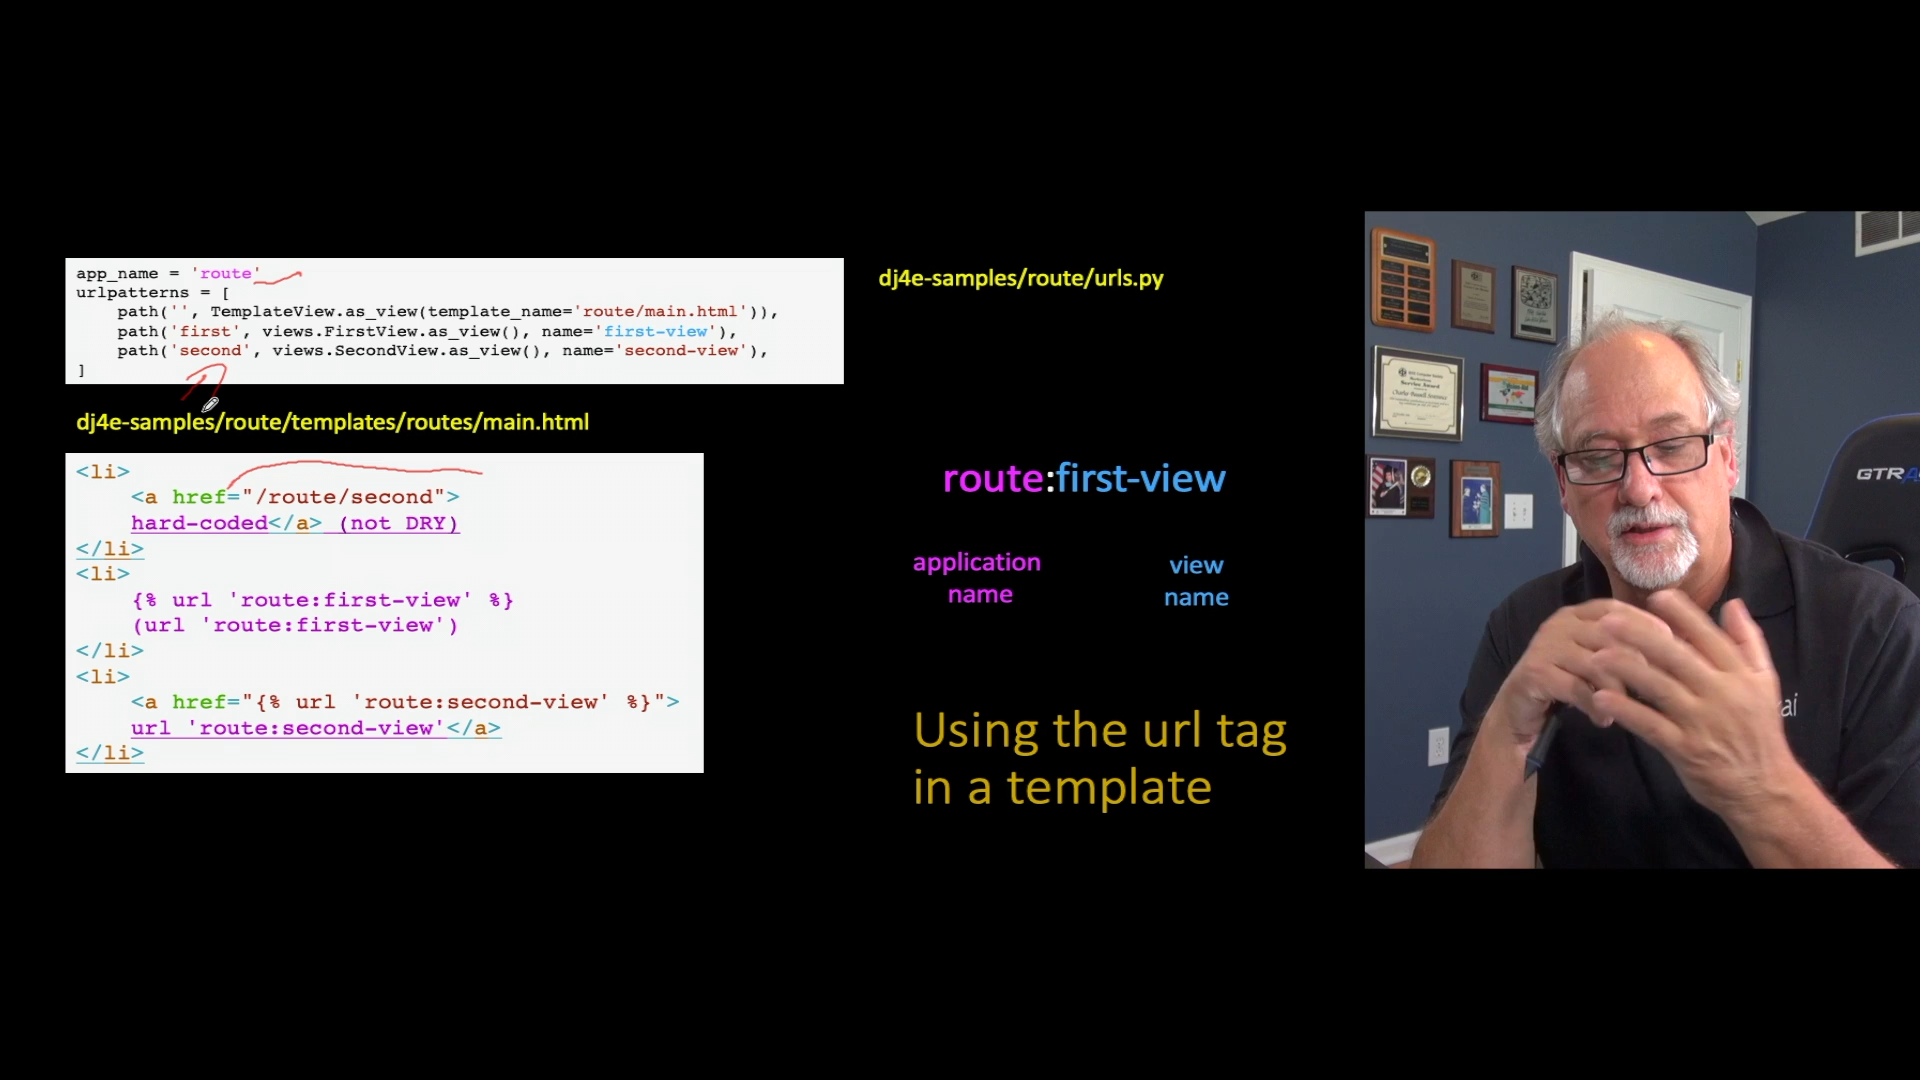 app_name = 'route'
urlpatterns = [
    path('', TemplateView.as_view(template_name='route/main.html')),
    path('first', views.FirstView.as_view(), name='first-view'),
    path('second', views.SecondView.as_view(), name='second-view'),
]
dj4e-samples/route/urls.py
dj4e-samples/route/templates/routes/main.html
<li>
    <a href="/route/second">
    hard-coded</a> (not DRY)
</li>
<li>
    {% url 'route:first-view' %}
    (url 'route:first-view')
</li>
<li>
    <a href="{% url 'route:second-view' %}">
    url 'route:second-view'</a>
</li>
route:first-view
application
name
view
name
Using the url tag
in a template
Service Award
GTR